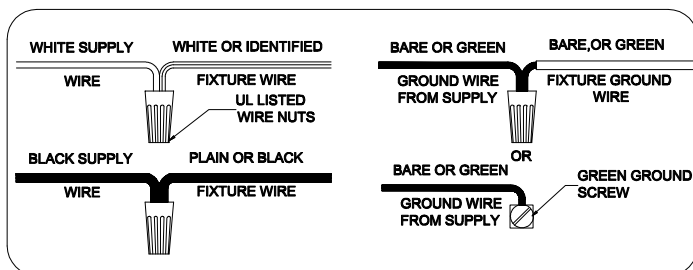 WHITE SUPPLY
WIRE
WHITE OR IDENTIFIED
FIXTURE WIRE
UL LISTED
WIRE NUTS
BLACK SUPPLY
WIRE
PLAIN OR BLACK
FIXTURE WIRE
BARE OR GREEN
GROUND WIRE
FROM SUPPLY
BARE,OR GREEN
FIXTURE GROUND
WIRE
OR
BARE OR GREEN
GROUND WIRE
FROM SUPPLY
GREEN GROUND
SCREW